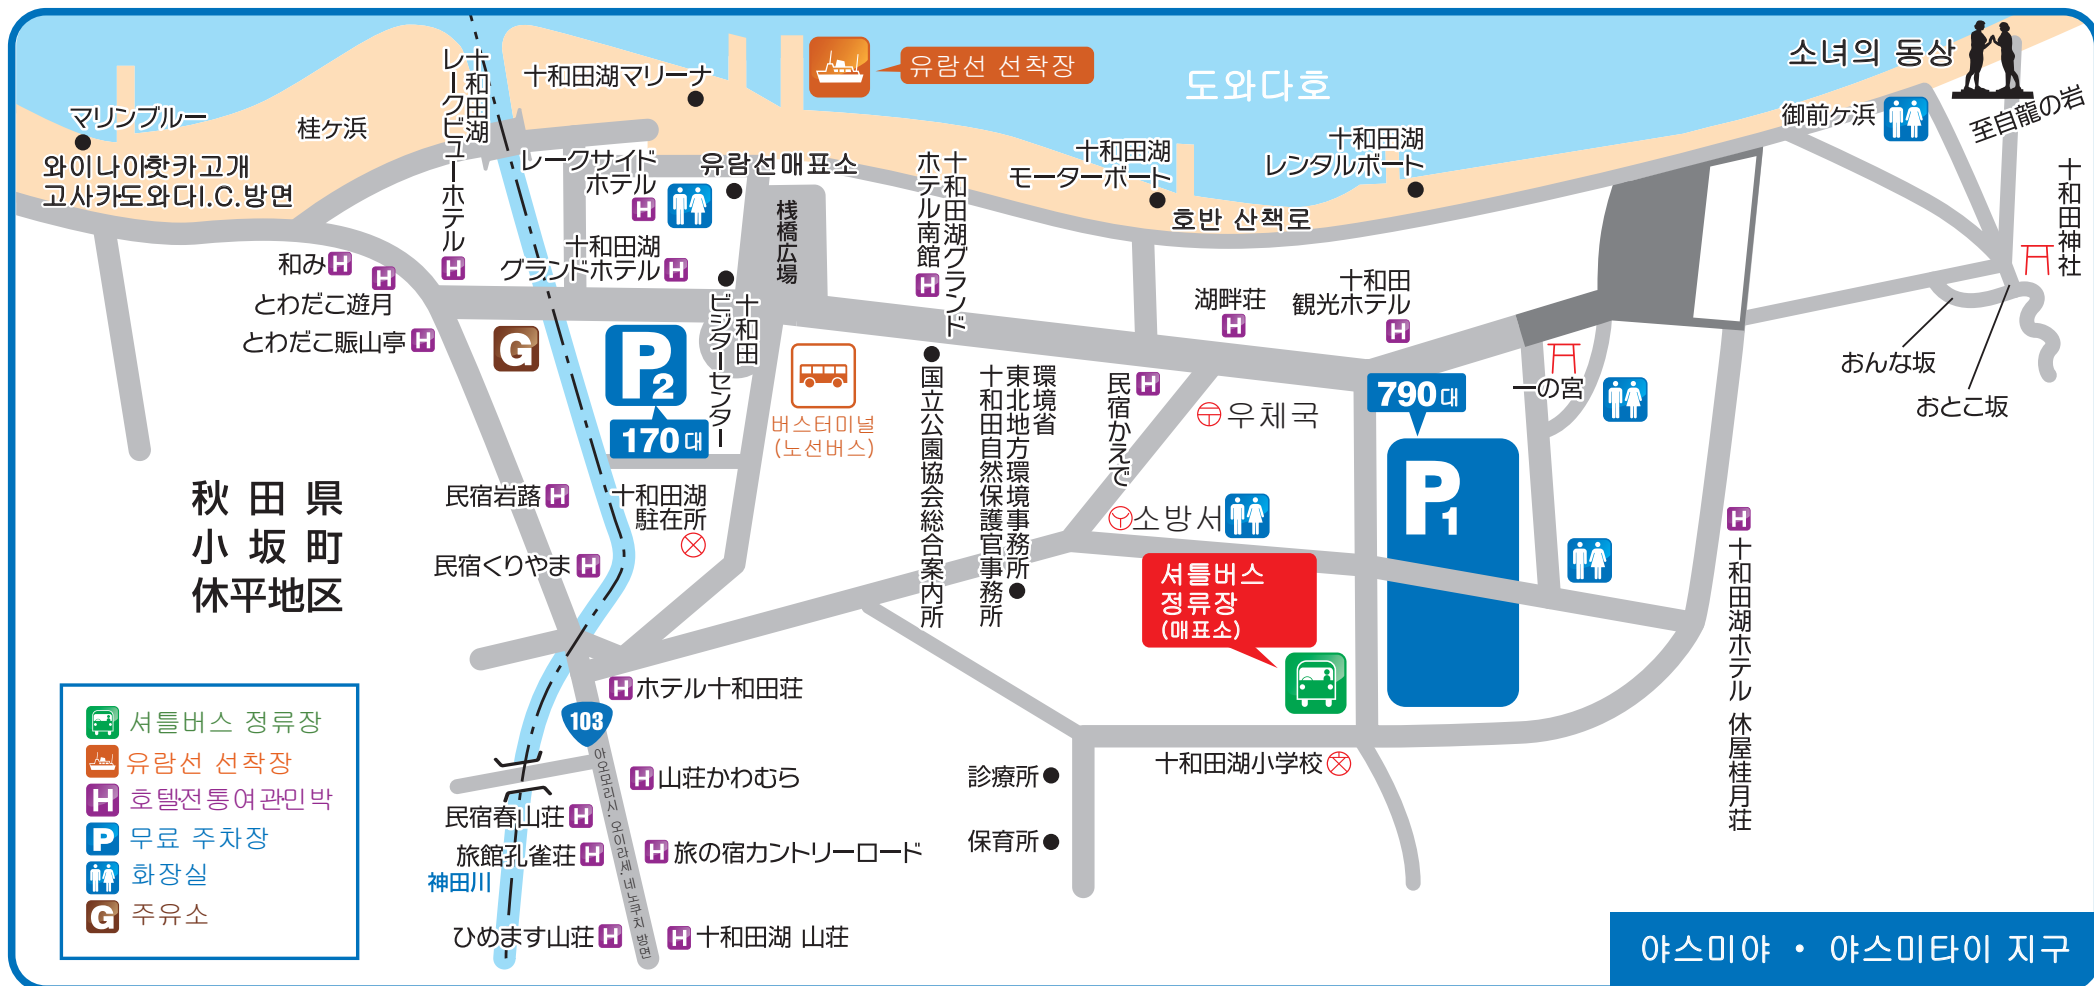 유람선 선착장
도와다호
소녀의 동상
至自龍の岩
御前ヶ浜
十和田湖マリーナ
十和田湖
レークビューホテル
マリンブルー
桂ヶ浜
와이나이핫카고개
고사카도와다I.C.방면
レークサイド
ホテル
유람선매표소
桟橋広場
十和田湖グランド
ホテル南館
十和田湖
モーターボート
十和田湖
レンタルボート
호반 산책로
十和田神社
和み
とわだこ遊月
とわだこ賑山亭
十和田湖
グランドホテル
十和田
ビジターセンター
湖畔荘
十和田
観光ホテル
おんな坂
おとこ坂
一の宮
G
P2
170 대
버스터미널
(노선버스)
国立公園協会総合案内所
環境省
東北地方環境事務所
十和田自然保護官事務所
民宿かえで
우체국
790 대
P1
소방서
셔틀버스
정류장
(매표소)
秋田県
小坂町
休平地区
民宿岩蕗
民宿くりやま
十和田湖
駐在所
十和田湖ホテル 休屋桂月荘
ホテル十和田荘
103
아오모리시. 오이라세. 네노쿠치 방면
山荘かわむら
民宿春山荘
旅館孔雀荘
旅の宿カントリーロード
神田川
ひめます山荘
十和田湖 山荘
診療所
保育所
十和田湖小学校
셔틀버스 정류장
유람선 선착장
H 호텔·전통여관·민박
P 무료 주차장
화장실
G 주유소
야스미야 · 야스미타이 지구